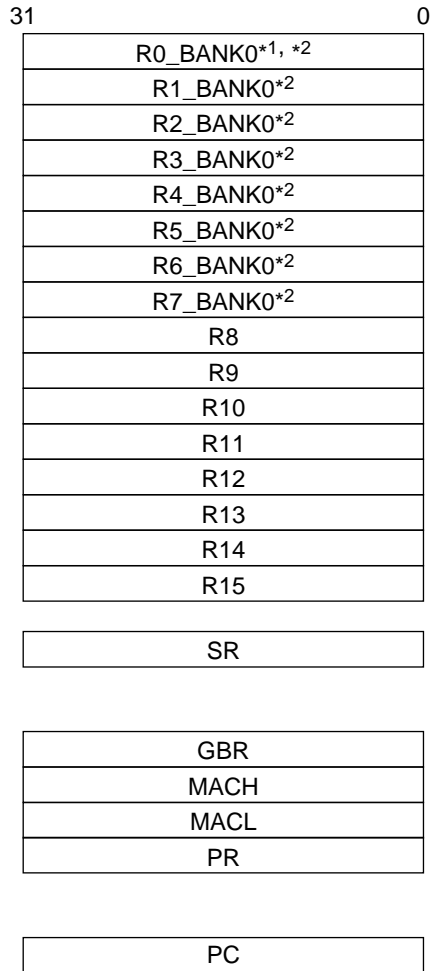 31 0
R0_BANK0*1, *2
R1_BANK0*2
R2_BANK0*2
R3_BANK0*2
R4_BANK0*2
R5_BANK0*2
R6_BANK0*2
R7_BANK0*2
R8
R9
R10
R11
R12
R13
R14
R15
SR
GBR
MACH
MACL
PR
PC